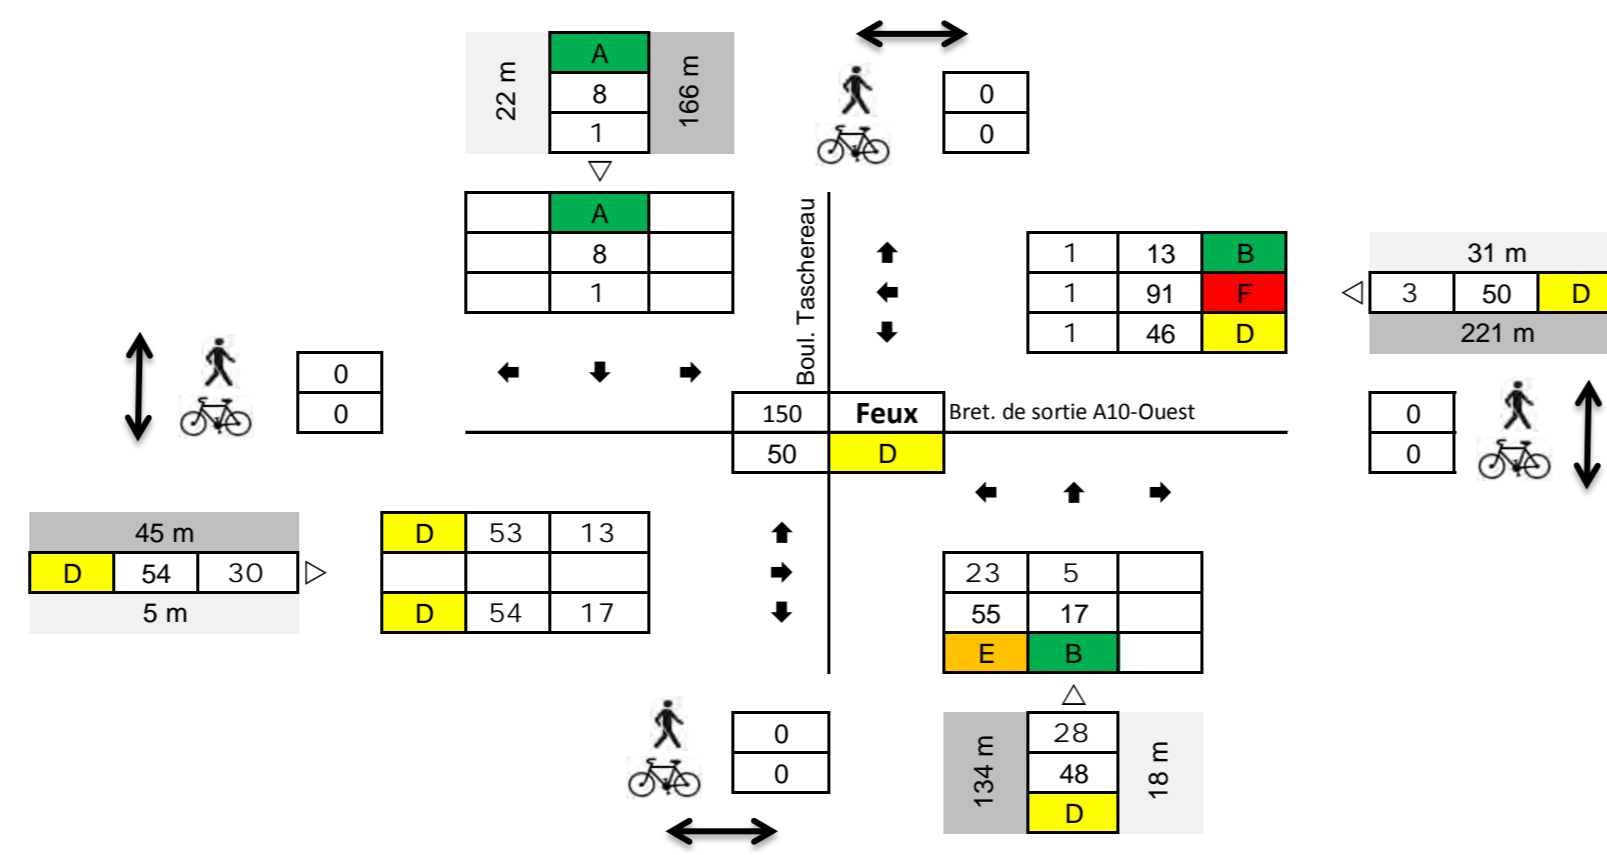 22 m
A
166 m
8
1
0
0
A
8
1
Boul. Taschereau
1 13 B
1 91 F
1 46 D
31 m
3 50 D
221 m
0
0
150 Feux Bret. de sortie A10-Ouest
50 D
0
0
45 m
D 54 30
5 m
D 53 13
D 54 17
23 5
55 17
E B
0
0
134 m
28
48
D
18 m